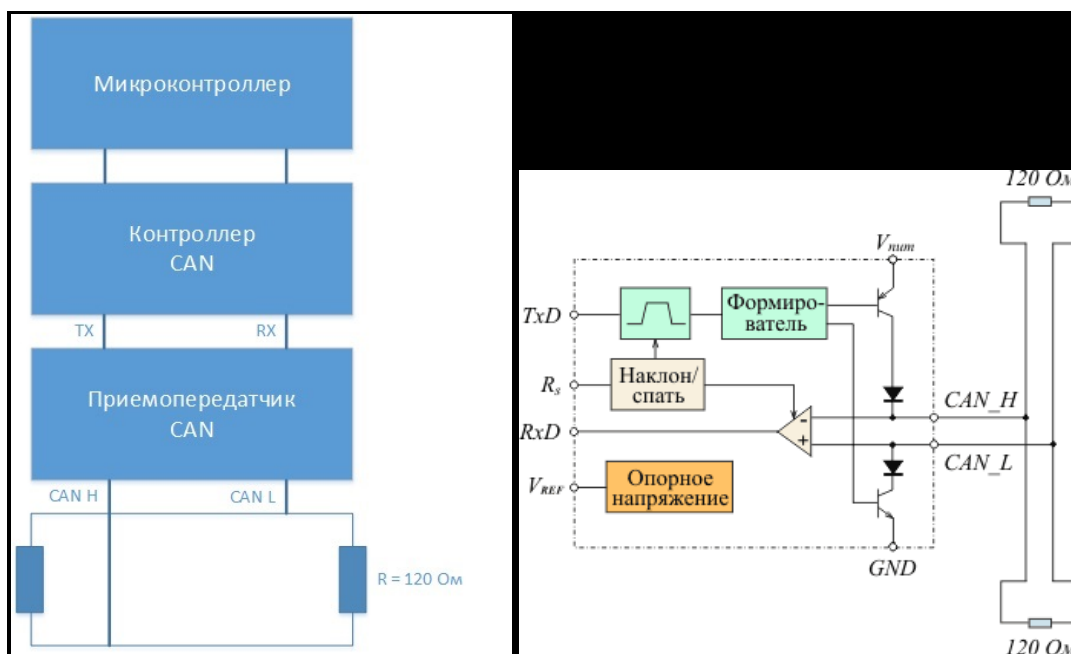 Микроконтроллер
Контроллер
CAN
TX
RX
Приемопередатчик
CAN
CAN H
CAN L
R = 120 Ом
120 Ом
Vпит
TxD
Формиро-
ватель
Rs
Наклон/
спать
CAN_H
RxD
-
+
CAN_L
VREF
Опорное
напряжение
GND
120 Ом